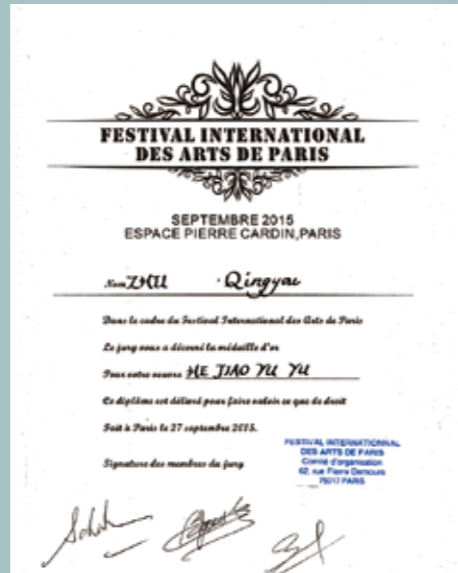 FESTIVAL INTERNATIONAL
DES ARTS DE PARIS
SEPTEMBRE 2015
ESPACE PIERRE CARDIN,PARIS
Nom ZHU Qingyau
Dans le cadre du Festival International des Arts de Paris
Le jury vous a décerné la médaille d'or
Pour votre oeuvre HE JIAO YU YU
Ce diplôme est délivré pour faire valoir ce que de droit
Fait à Paris le 27 septembre 2015.
Signature des membres du jury
FESTIVAL INTERNATIONAL
DES ARTS DE PARIS
Comité d'organisation
62, rue Pierre Demours
75017 PARIS